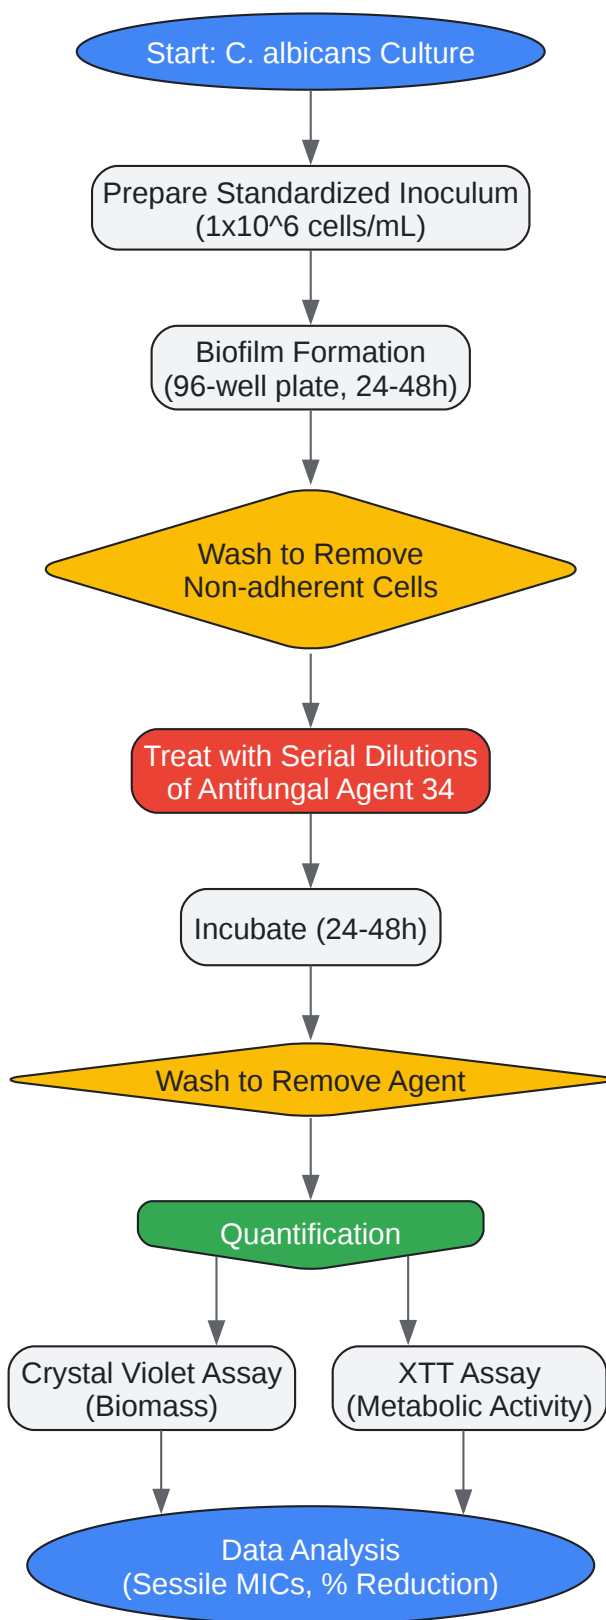 Start: C. albicans Culture
Prepare Standardized Inoculum
(1x10^6 cells/mL)
Biofilm Formation
(96-well plate, 24-48h)
Wash to Remove
Non-adherent Cells
Treat with Serial Dilutions
of Antifungal Agent 34
Incubate (24-48h)
Wash to Remove Agent
Quantification
Crystal Violet Assay
(Biomass)
XTT Assay
(Metabolic Activity)
Data Analysis
(Sessile MICs, % Reduction)